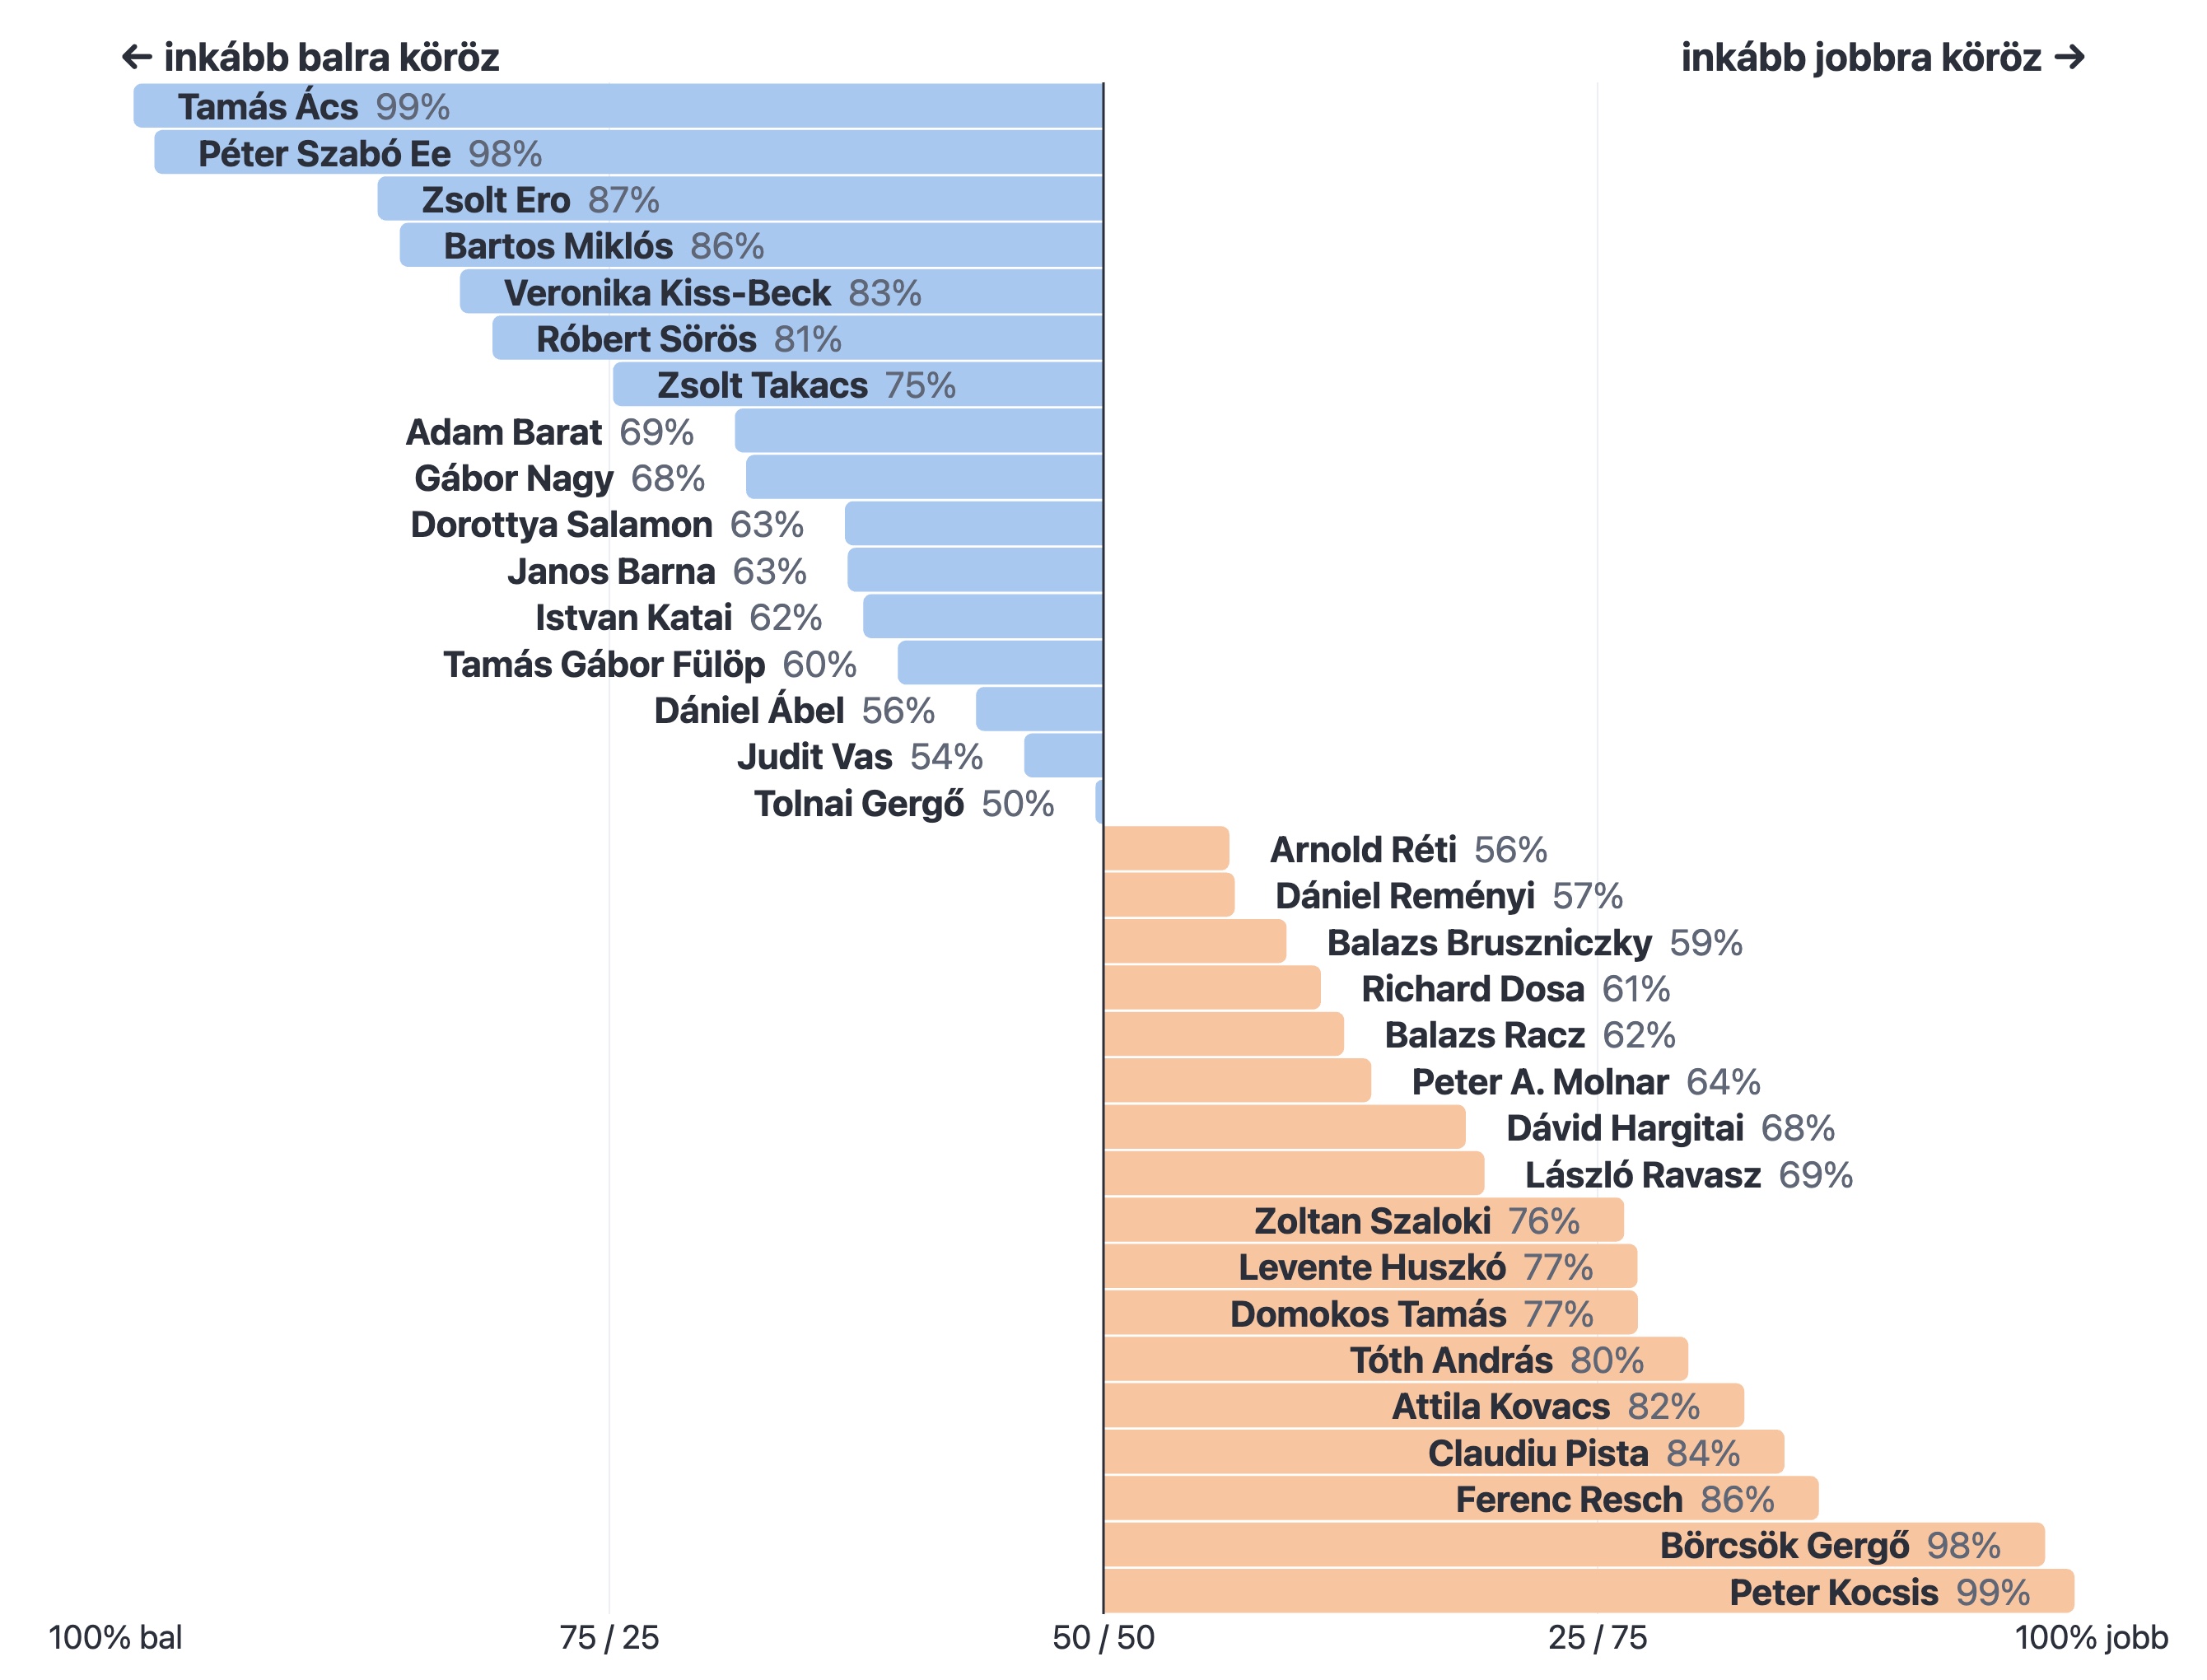 ← inkább balra köröz
inkább jobbra köröz →
Tamás Ács 99%
Péter Szabó Ee 98%
Zsolt Ero 87%
Bartos Miklós 86%
Veronika Kiss-Beck 83%
Róbert Sörös 81%
Zsolt Takacs 75%
Adam Barat 69%
Gábor Nagy 68%
Dorottya Salamon 63%
Janos Barna 63%
Istvan Katai 62%
Tamás Gábor Fülöp 60%
Dániel Ábel 56%
Judit Vas 54%
Tolnai Gergő 50%
Arnold Réti 56%
Dániel Reményi 57%
Balazs Bruszniczky 59%
Richard Dosa 61%
Balazs Racz 62%
Peter A. Molnar 64%
Dávid Hargitai 68%
László Ravasz 69%
Zoltan Szaloki 76%
Levente Huszkó 77%
Domokos Tamás 77%
Tóth András 80%
Attila Kovacs 82%
Claudiu Pista 84%
Ferenc Resch 86%
Börcsök Gergő 98%
Peter Kocsis 99%
100% bal 75 / 25 50 / 50 25 / 75 100% jobb